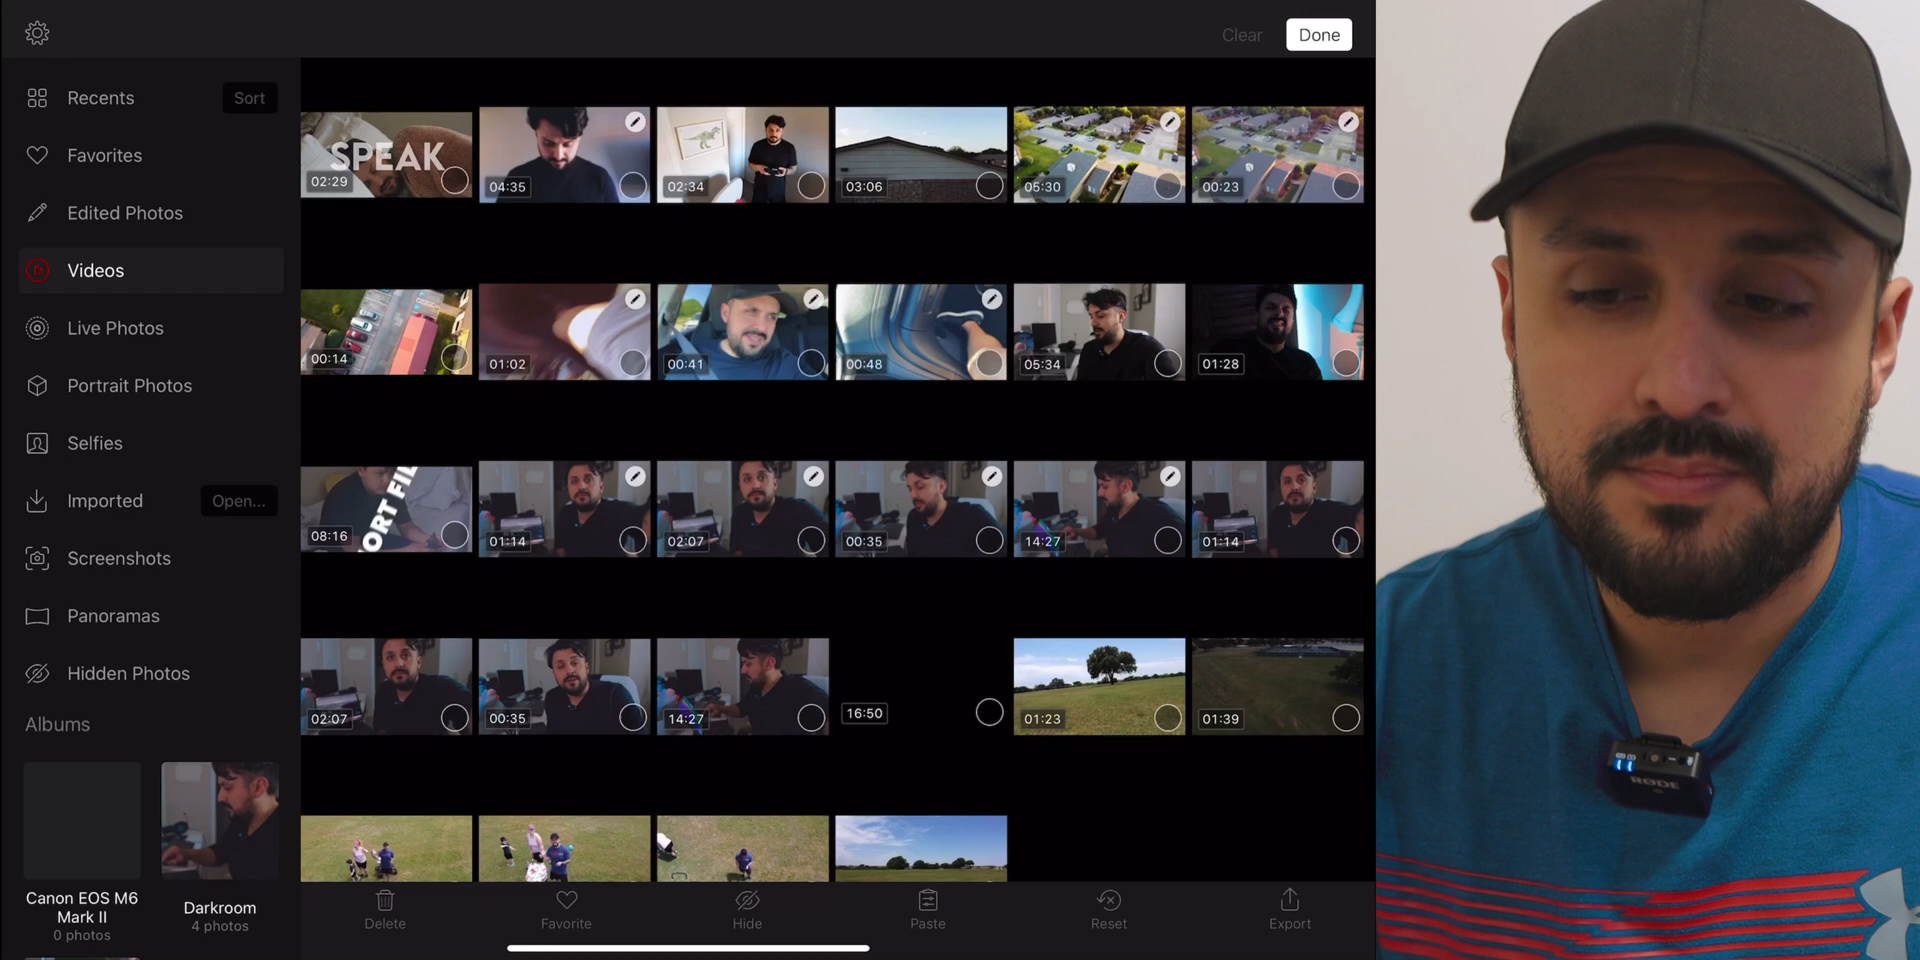 Clear Done
Recents Sort
Favorites
Edited Photos
Videos
Live Photos
Portrait Photos
Selfies
Imported Open...
Screenshots
Panoramas
Hidden Photos
Albums
Canon EOS M6
Mark II
0 photos
Darkroom
4 photos
SPEAK
02:29
04:35
02:34
03:06
05:30
00:23
00:14
01:02
00:41
00:48
05:34
01:28
ORT FIL
08:16
01:14
02:07
00:35
14:27
01:14
02:07
00:35
14:27
16:50
01:23
01:39
Delete Favorite Hide Paste Reset Export
RØDE